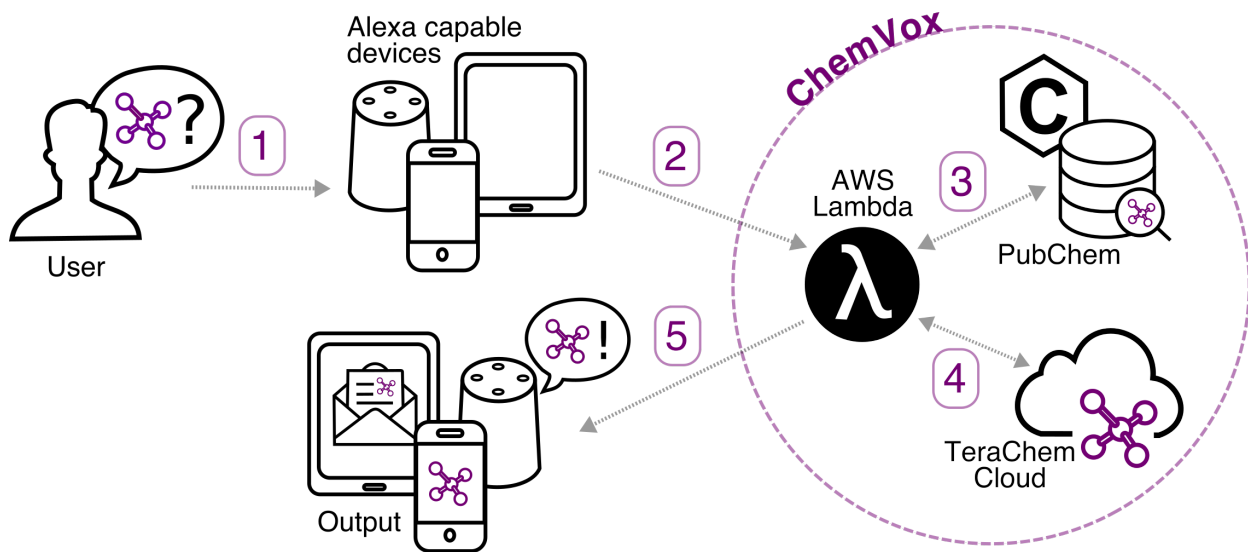 Alexa capable
devices
ChemVox
?
1
2
C
3
AWS
Lambda
λ
User
PubChem
!
5
4
TeraChem
Cloud
Output